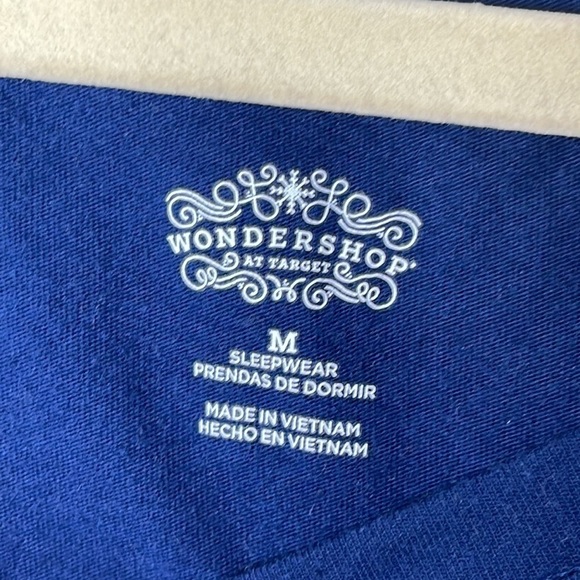 WONDERSHOP®
AT TARGET
M
SLEEPWEAR
PRENDAS DE DORMIR
MADE IN VIETNAM
HECHO EN VIETNAM